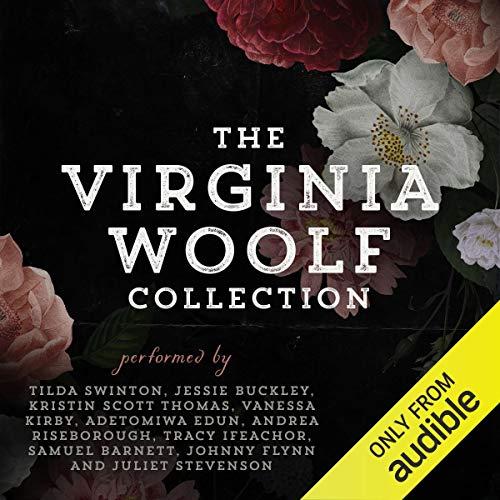 THE
VIRGINIA
WOOLF
COLLECTION
performed by
TILDA SWINTON, JESSIE BUCKLEY,
KRISTIN SCOTT THOMAS, VANESSA
KIRBY, ADETOMIWA EDUN, ANDREA
RISEBOROUGH, TRACY IFEACHOR,
SAMUEL BARNETT, JOHNNY FLYNN
AND JULIET STEVENSON
ONLY FROM
audible